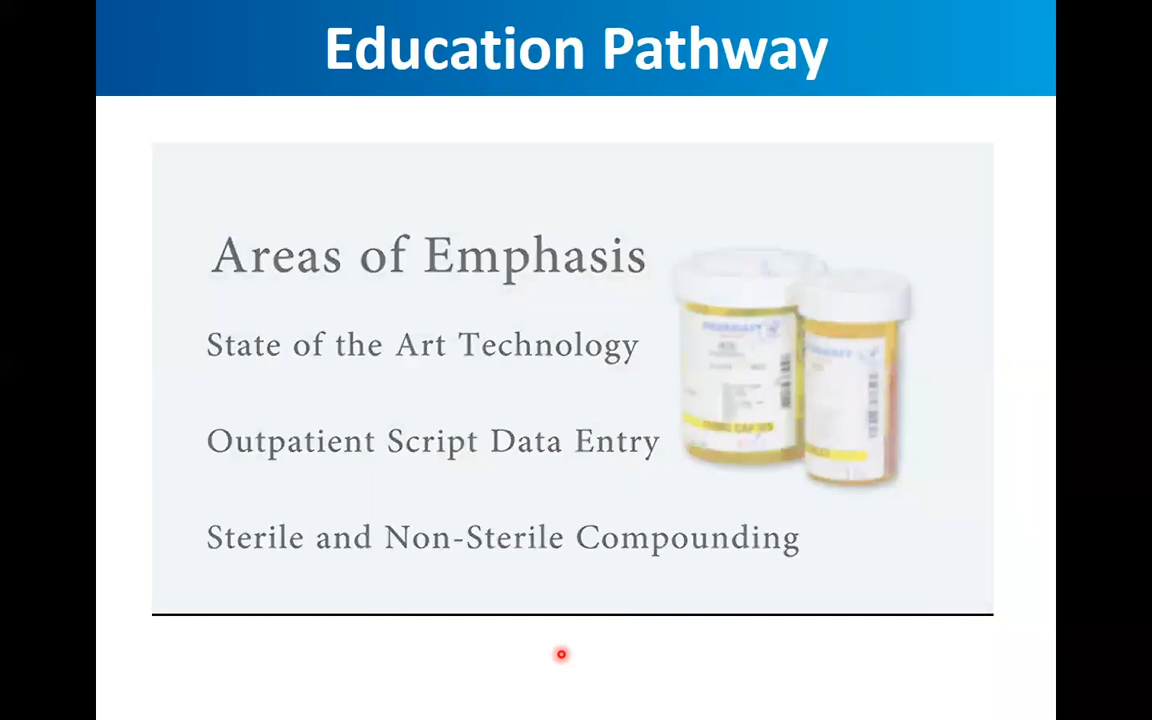 Education Pathway
Areas of Emphasis
State of the Art Technology
Outpatient Script Data Entry
Sterile and Non-Sterile Compounding